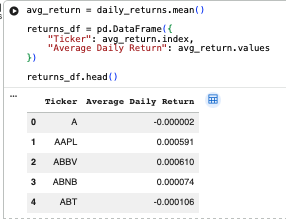 avg_return = daily_returns.mean()
returns_df = pd.DataFrame({
"Ticker": avg_return.index,
"Average Daily Return": avg_return.values
})
returns_df.head()
...
Ticker Average Daily Return
0 A -0.000002
1 AAPL 0.000591
2 ABBV 0.000610
3 ABNB 0.000074
4 ABT -0.000106